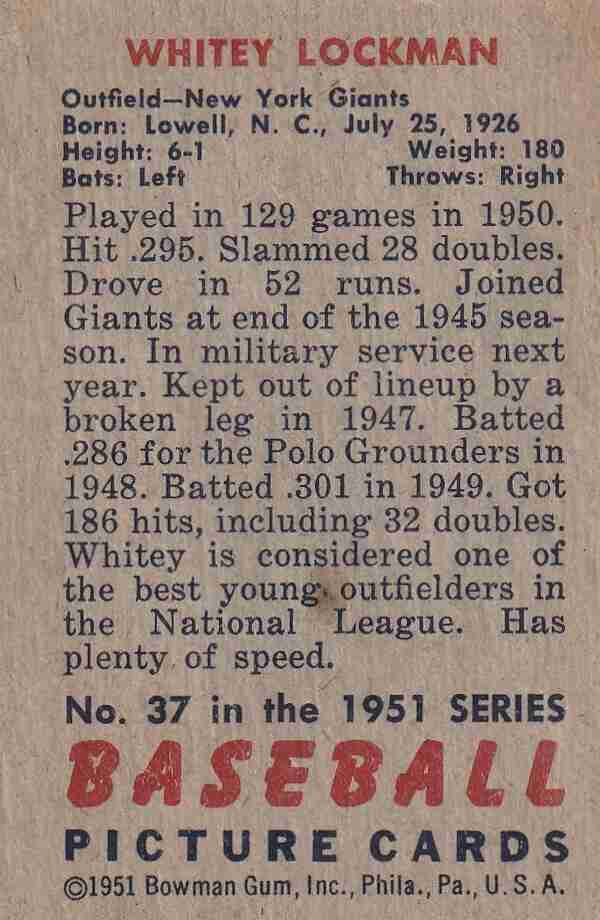 WHITEY LOCKMAN
Outfield—New York Giants
Born: Lowell, N. C., July 25, 1926
Height: 6-1 Weight: 180
Bats: Left Throws: Right
Played in 129 games in 1950.
Hit .295. Slammed 28 doubles.
Drove in 52 runs. Joined
Giants at end of the 1945 sea-
son. In military service next
year. Kept out of lineup by a
broken leg in 1947. Batted
.286 for the Polo Grounders in
1948. Batted .301 in 1949. Got
186 hits, including 32 doubles.
Whitey is considered one of
the best young outfielders in
the National League. Has
plenty of speed.
No. 37 in the 1951 SERIES
BASEBALL
PICTURE CARDS
©1951 Bowman Gum, Inc., Phila., Pa., U. S. A.